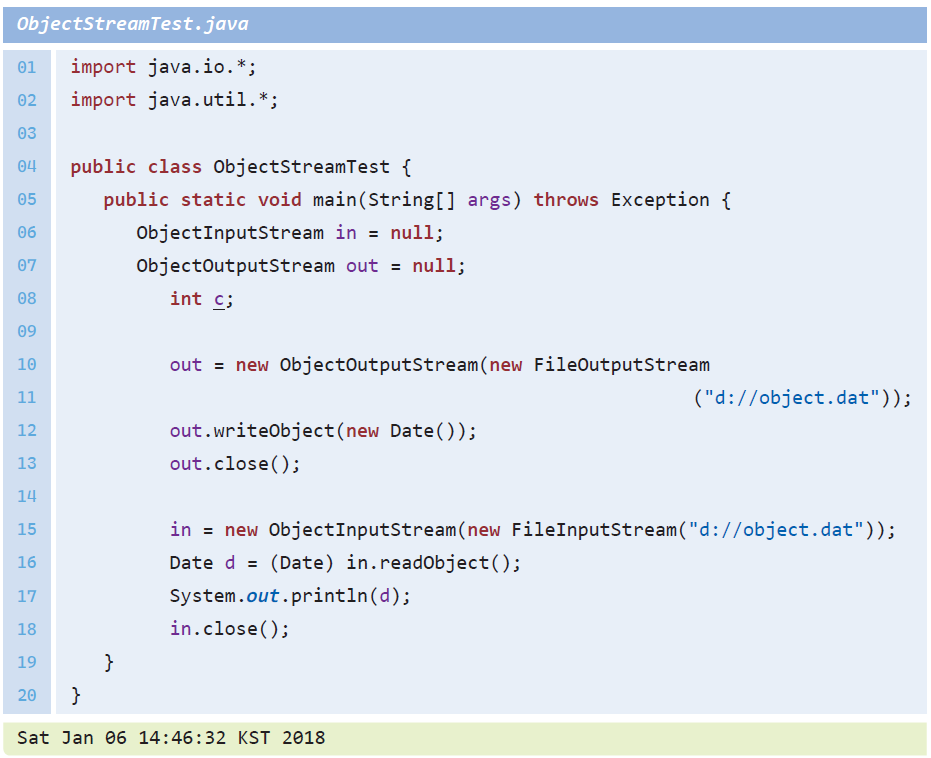 ObjectStreamTest.java
01 import java.io.*;
02 import java.util.*;
03
04 public class ObjectStreamTest {
05 public static void main(String[] args) throws Exception {
06 ObjectInputStream in = null;
07 ObjectOutputStream out = null;
08 int c;
09
10 out = new ObjectOutputStream(new FileOutputStream
11 ("d://object.dat"));
12 out.writeObject(new Date());
13 out.close();
14
15 in = new ObjectInputStream(new FileInputStream("d://object.dat"));
16 Date d = (Date) in.readObject();
17 System.out.println(d);
18 in.close();
19 }
20 }
Sat Jan 06 14:46:32 KST 2018